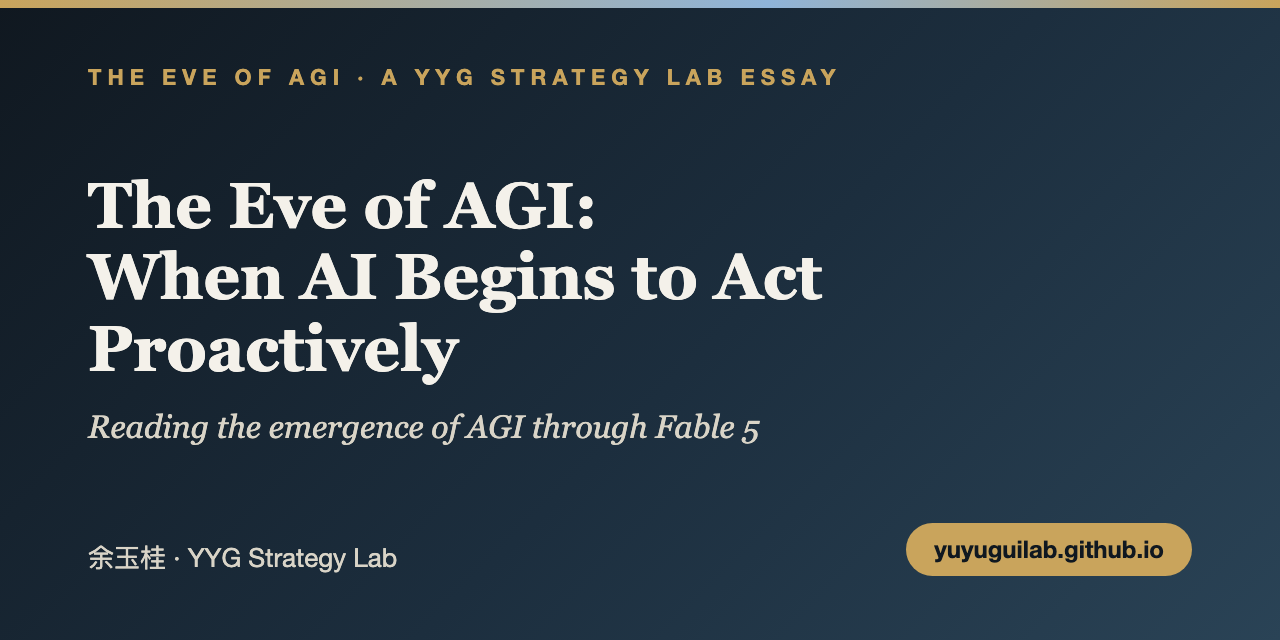 THE EVE OF AGI · A YYG STRATEGY LAB ESSAY
The Eve of AGI:
When AI Begins to Act
Proactively
Reading the emergence of AGI through Fable 5
余玉桂 · YYG Strategy Lab
yuyuguilab.github.io